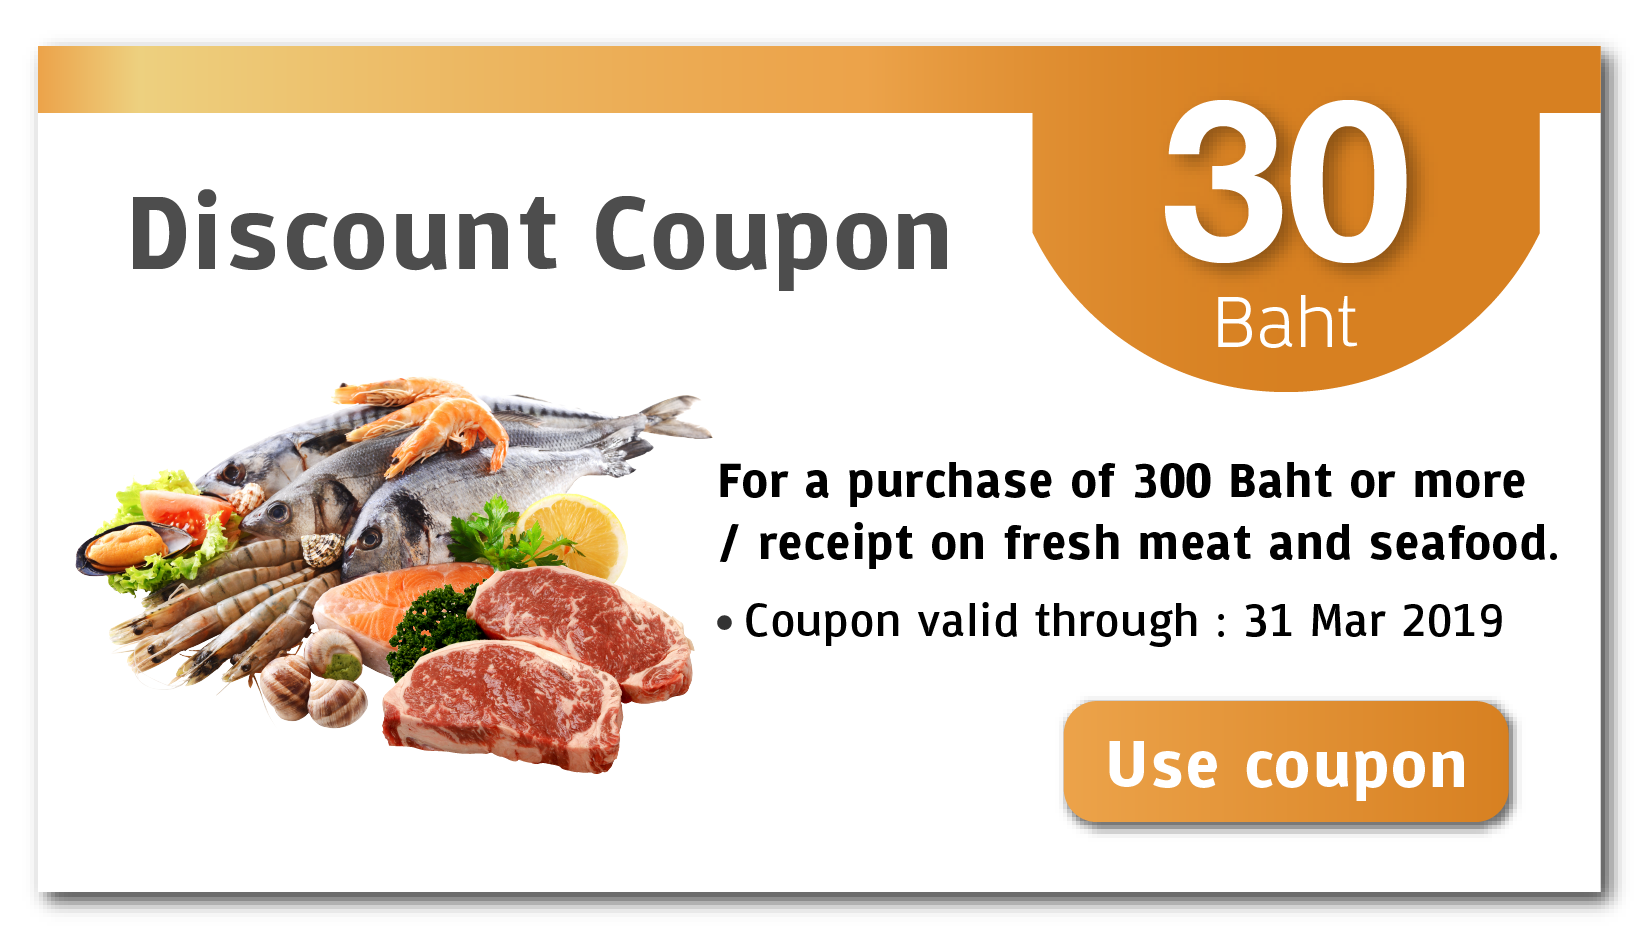 Discount Coupon
30
Baht
For a purchase of 300 Baht or more
/ receipt on fresh meat and seafood.
• Coupon valid through : 31 Mar 2019
Use coupon